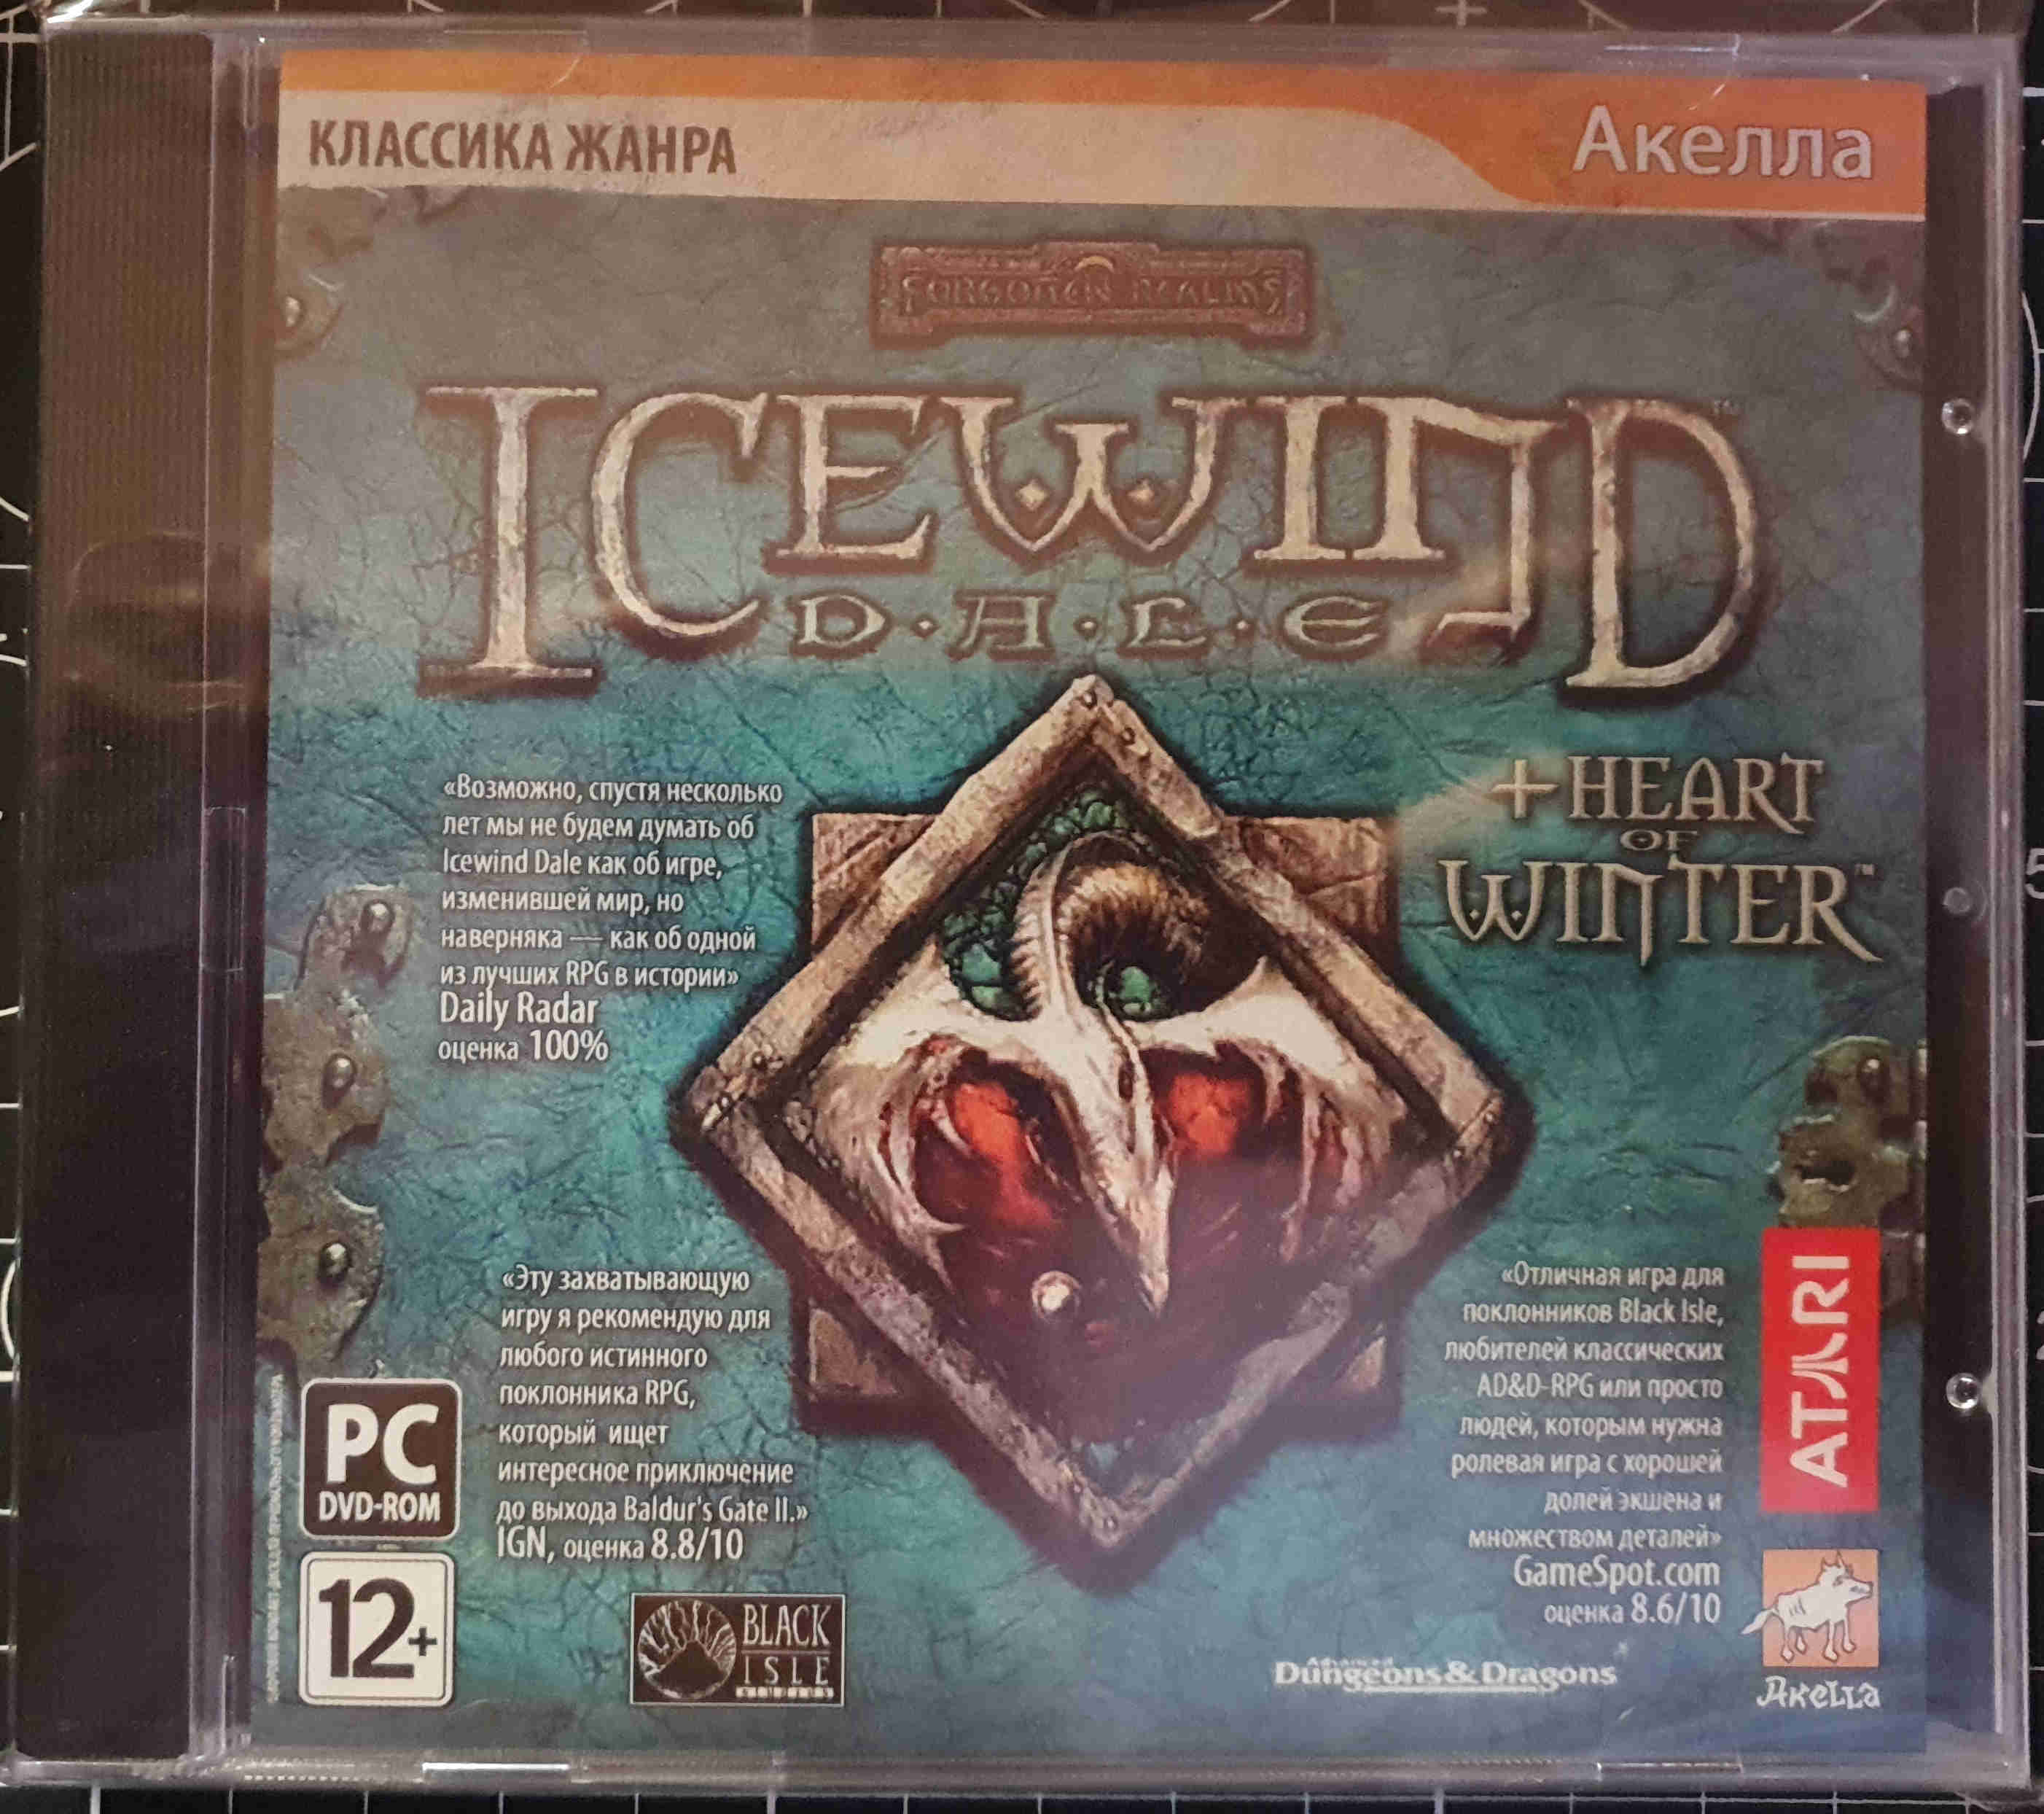 КЛАССИКА ЖАНРА
Акелла
FORGOTTEN REALMS
ICEWIND
D·A·L·E
+HEART
OF
WINTER™
«Возможно, спустя несколько
лет мы не будем думать об
Icewind Dale как об игре,
изменившей мир, но
наверняка — как об одной
из лучших RPG в истории»
Daily Radar
оценка 100%
«Эту захватывающую
игру я рекомендую для
любого истинного
поклонника RPG,
который ищет
интересное приключение
до выхода Baldur's Gate II.»
IGN, оценка 8.8/10
«Отличная игра для
поклонников Black Isle,
любителей классических
AD&D-RPG или просто
людей, которым нужна
ролевая игра с хорошей
долей экшена и
множеством деталей»
GameSpot.com
оценка 8.6/10
ATARI
PC
DVD-ROM
12+
BLACK
ISLE
STUDIOS
Advanced
Dungeons & Dragons
Akella